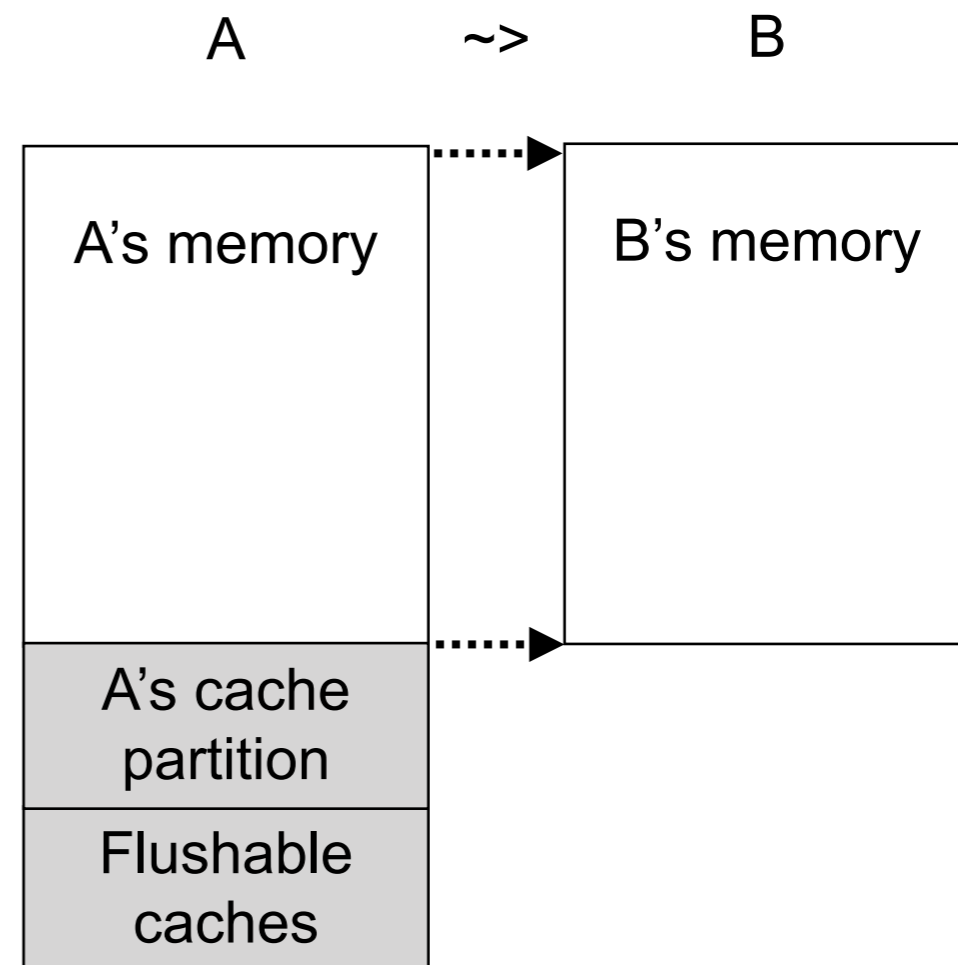 A ~> B
A’s memory
B’s memory
A’s cache
partition
Flushable
caches